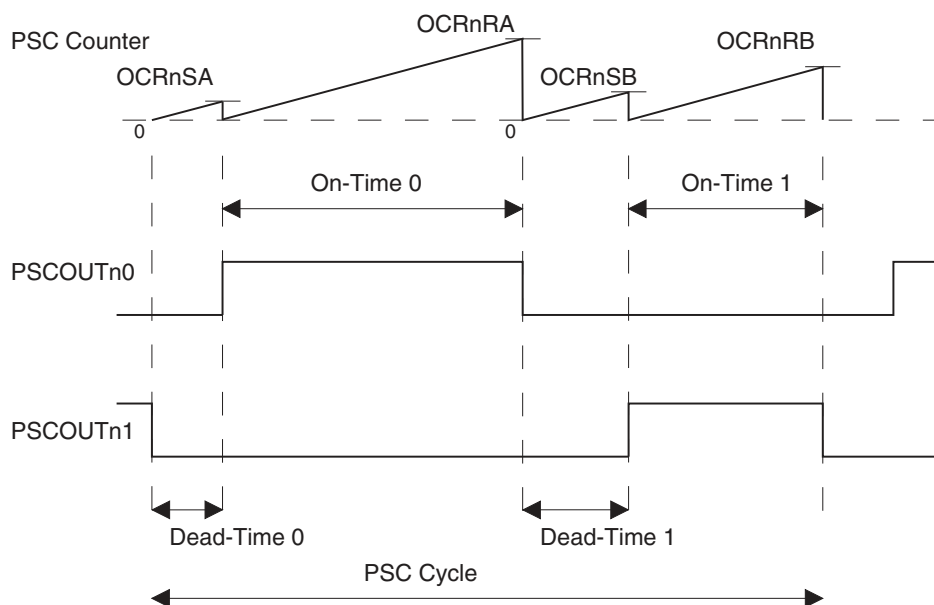 PSC Counter
OCRnRA
OCRnRB
OCRnSA
OCRnSB
0
0
On-Time 0
On-Time 1
PSCOUTn0
PSCOUTn1
Dead-Time 0
Dead-Time 1
PSC Cycle